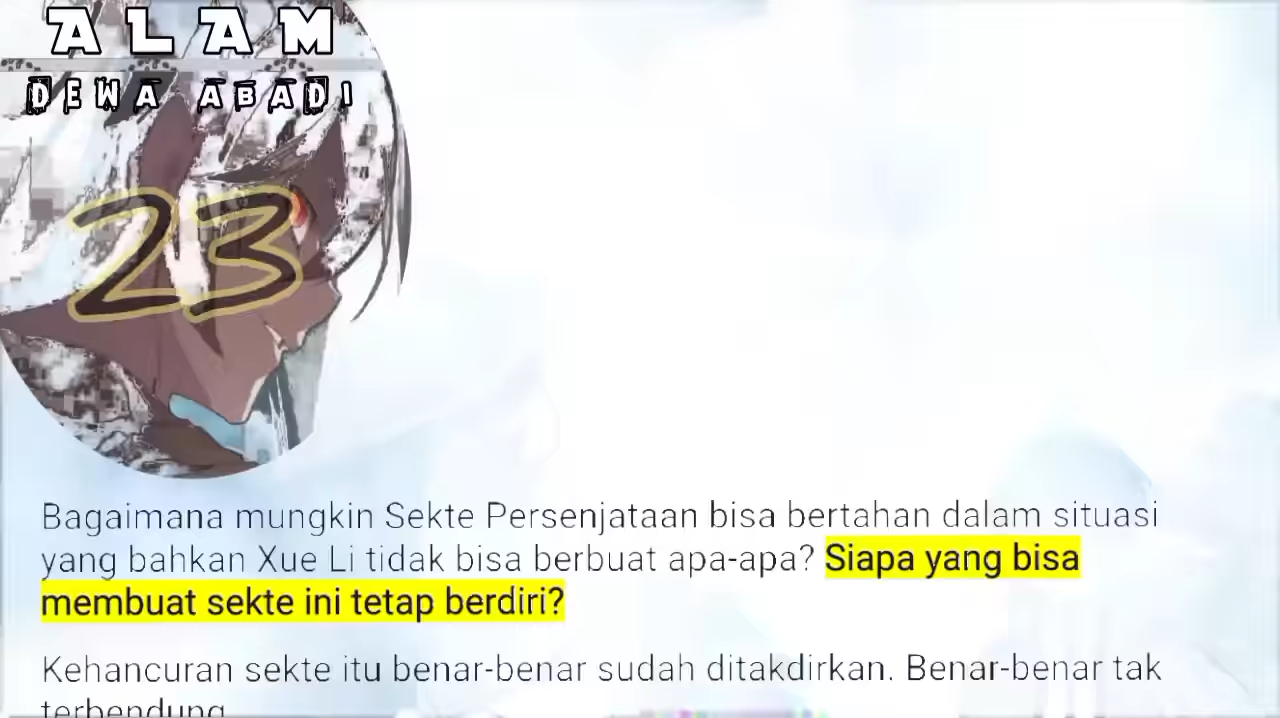 ALAM
DEWA ABADI
23
Bagaimana mungkin Sekte Persenjataan bisa bertahan dalam situasi
yang bahkan Xue Li tidak bisa berbuat apa-apa? Siapa yang bisa
membuat sekte ini tetap berdiri?
Kehancuran sekte itu benar-benar sudah ditakdirkan. Benar-benar tak
terbendung